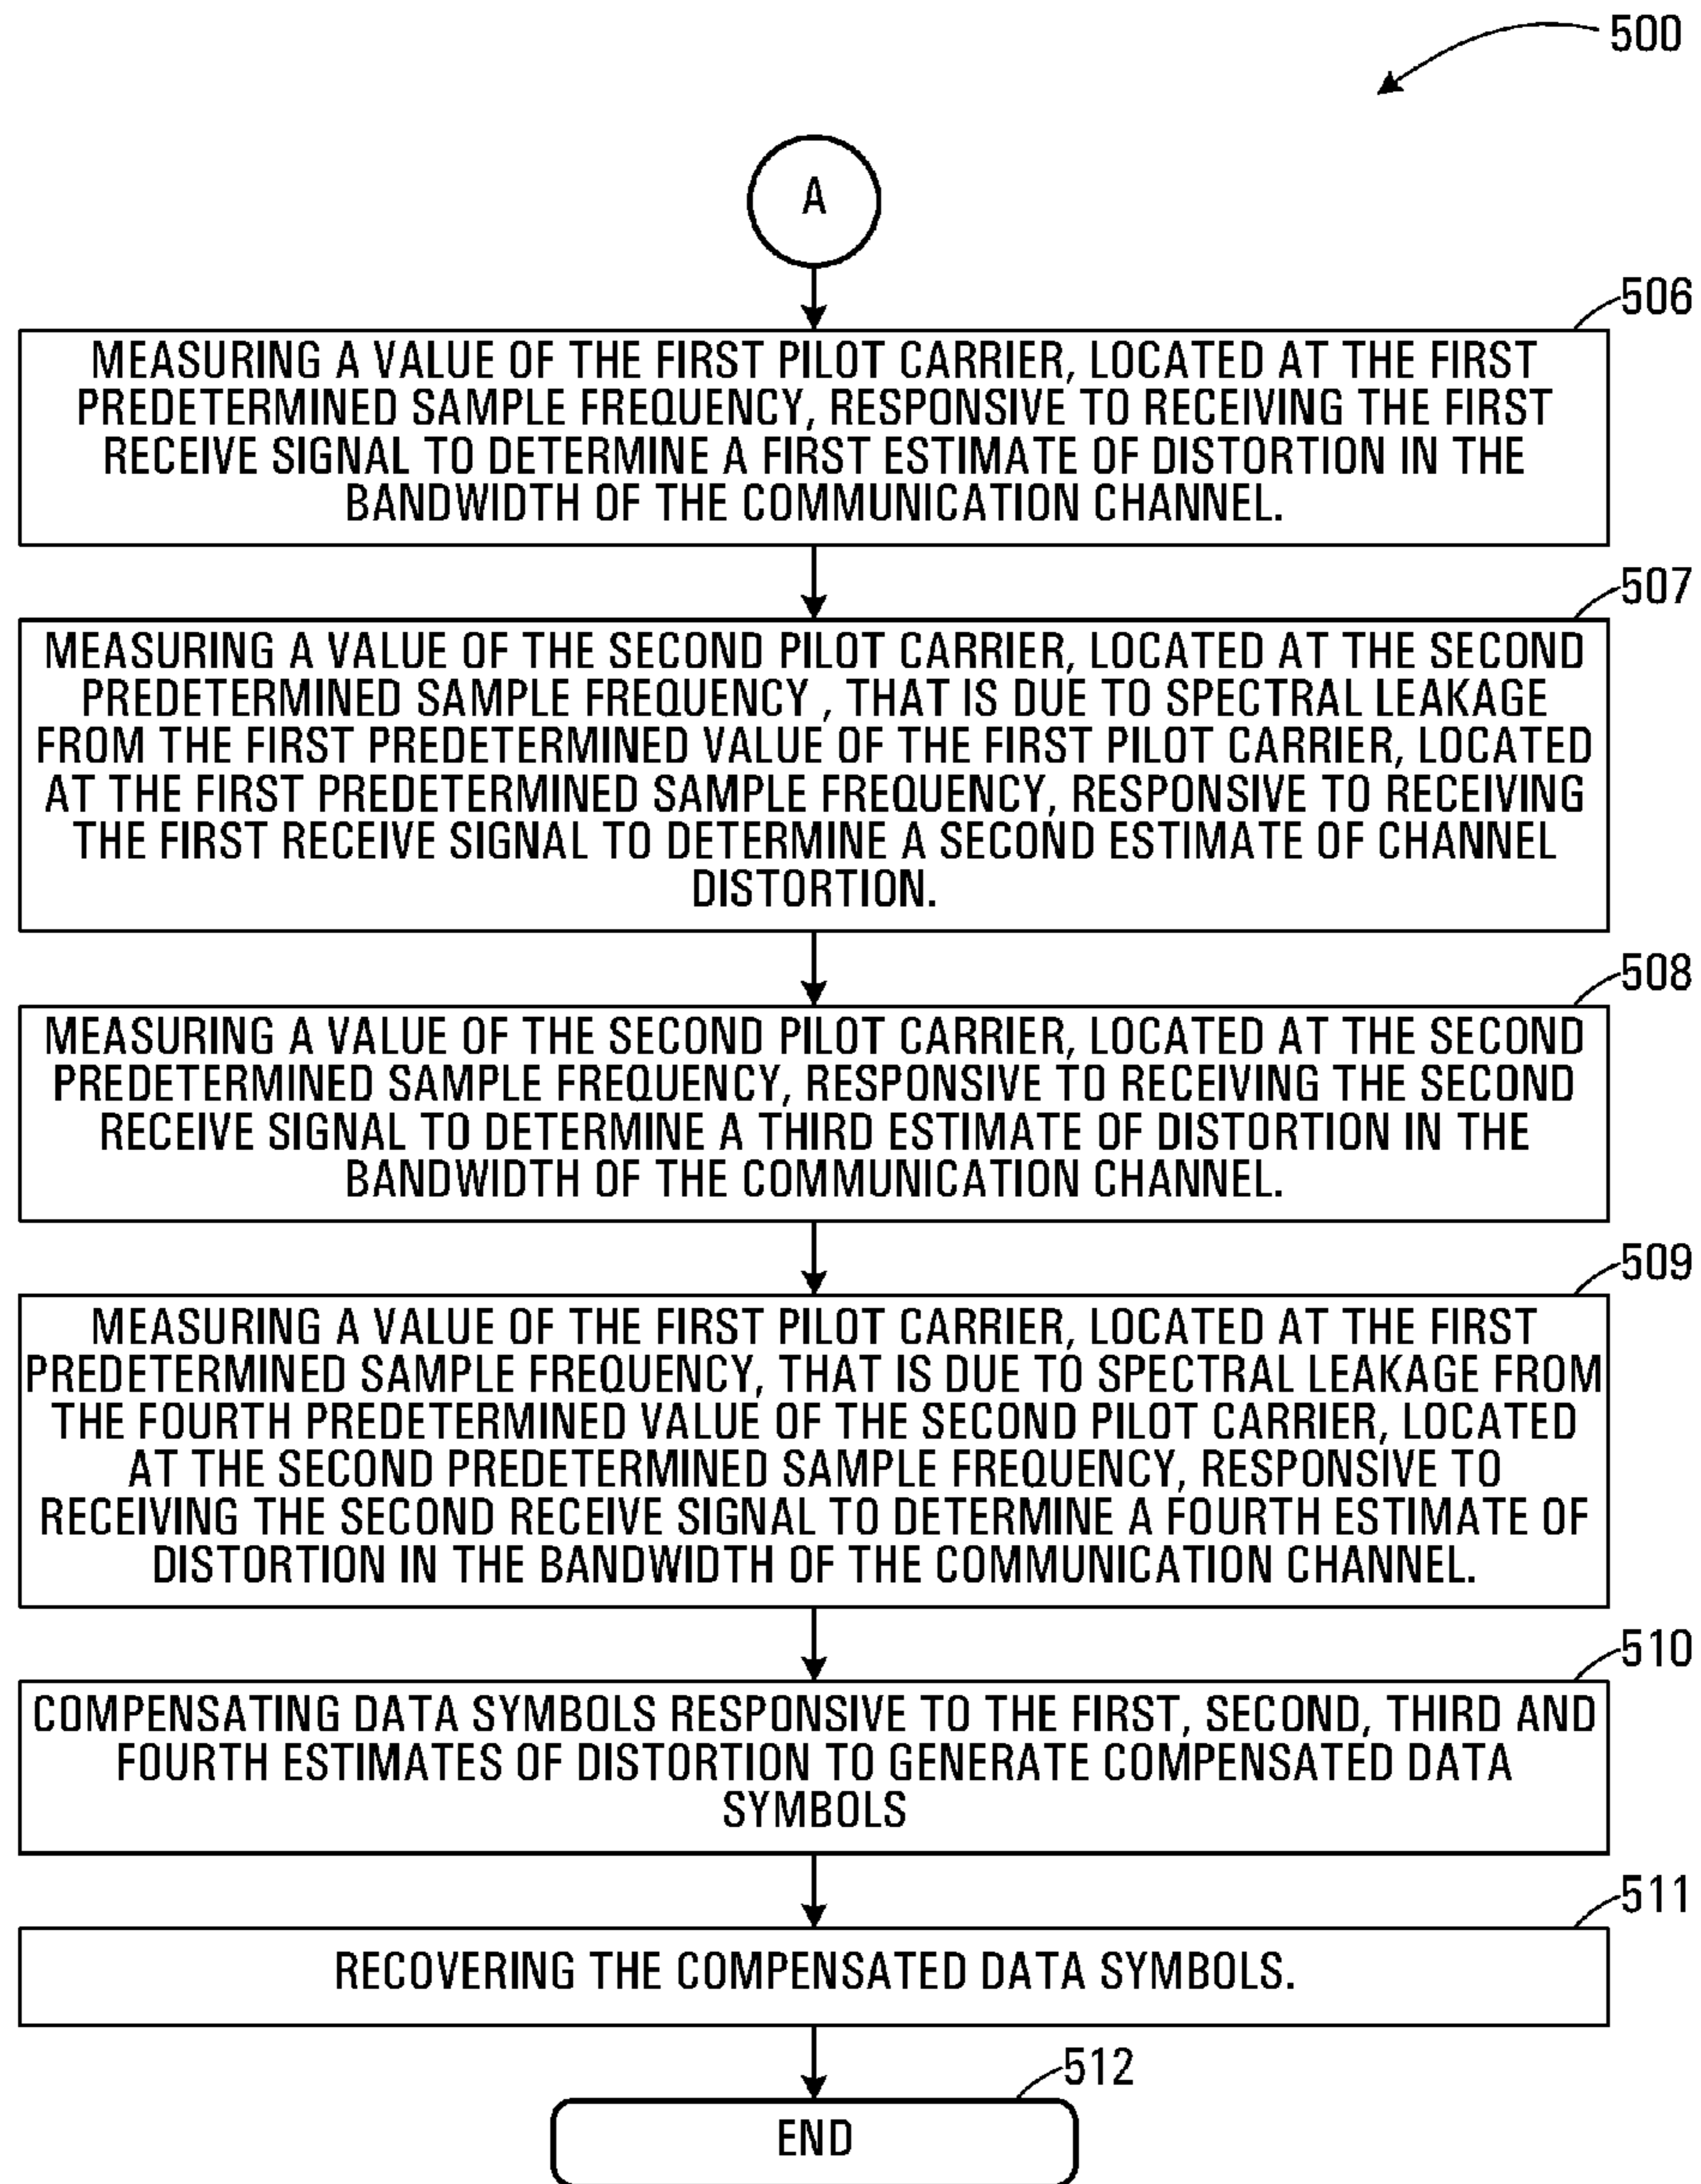 500
A
506
MEASURING A VALUE OF THE FIRST PILOT CARRIER, LOCATED AT THE FIRST
PREDETERMINED SAMPLE FREQUENCY, RESPONSIVE TO RECEIVING THE FIRST
RECEIVE SIGNAL TO DETERMINE A FIRST ESTIMATE OF DISTORTION IN THE
BANDWIDTH OF THE COMMUNICATION CHANNEL.
507
MEASURING A VALUE OF THE SECOND PILOT CARRIER, LOCATED AT THE SECOND
PREDETERMINED SAMPLE FREQUENCY , THAT IS DUE TO SPECTRAL LEAKAGE
FROM THE FIRST PREDETERMINED VALUE OF THE FIRST PILOT CARRIER, LOCATED
AT THE FIRST PREDETERMINED SAMPLE FREQUENCY, RESPONSIVE TO RECEIVING
THE FIRST RECEIVE SIGNAL TO DETERMINE A SECOND ESTIMATE OF CHANNEL
DISTORTION.
508
MEASURING A VALUE OF THE SECOND PILOT CARRIER, LOCATED AT THE SECOND
PREDETERMINED SAMPLE FREQUENCY, RESPONSIVE TO RECEIVING THE SECOND
RECEIVE SIGNAL TO DETERMINE A THIRD ESTIMATE OF DISTORTION IN THE
BANDWIDTH OF THE COMMUNICATION CHANNEL.
509
MEASURING A VALUE OF THE FIRST PILOT CARRIER, LOCATED AT THE FIRST
PREDETERMINED SAMPLE FREQUENCY, THAT IS DUE TO SPECTRAL LEAKAGE FROM
THE FOURTH PREDETERMINED VALUE OF THE SECOND PILOT CARRIER, LOCATED
AT THE SECOND PREDETERMINED SAMPLE FREQUENCY, RESPONSIVE TO
RECEIVING THE SECOND RECEIVE SIGNAL TO DETERMINE A FOURTH ESTIMATE OF
DISTORTION IN THE BANDWIDTH OF THE COMMUNICATION CHANNEL.
510
COMPENSATING DATA SYMBOLS RESPONSIVE TO THE FIRST, SECOND, THIRD AND
FOURTH ESTIMATES OF DISTORTION TO GENERATE COMPENSATED DATA
SYMBOLS
511
RECOVERING THE COMPENSATED DATA SYMBOLS.
512
END